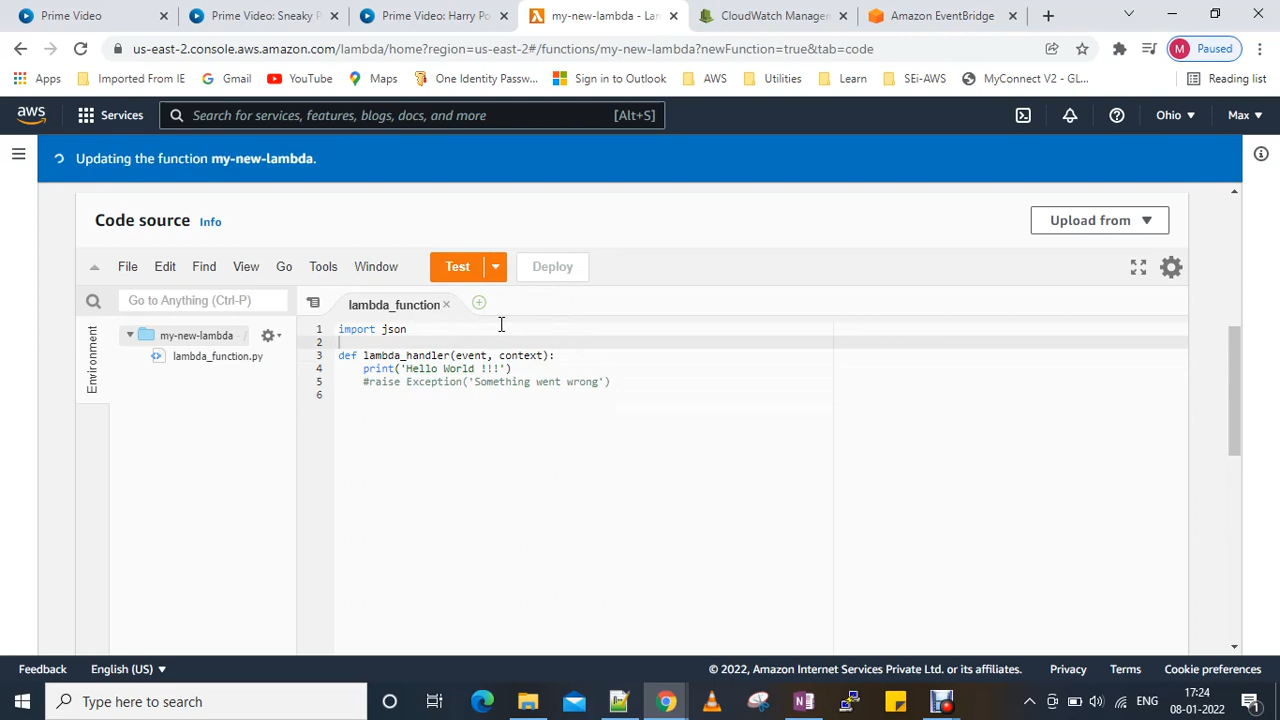 Prime Video
Prime Video: Sneaky P
Prime Video: Harry Po
my-new-lambda - Lan
CloudWatch Manager
Amazon EventBridge
us-east-2.console.aws.amazon.com/lambda/home?region=us-east-2#/functions/my-new-lambda?newFunction=true&tab=code
M Paused
Apps
Imported From IE
Gmail
YouTube
Maps
One Identity Passw...
Sign in to Outlook
AWS
Utilities
Learn
SEi-AWS
MyConnect V2 - GL...
Reading list
aws
Services
Search for services, features, blogs, docs, and more
[Alt+S]
Ohio
Max
Updating the function my-new-lambda.
Code source
Info
Upload from
File
Edit
Find
View
Go
Tools
Window
Test
Deploy
Go to Anything (Ctrl-P)
lambda_function
Environment
my-new-lambda /
lambda_function.py
1 import json
2
3 def lambda_handler(event, context):
4 print('Hello World !!!')
5 #raise Exception('Something went wrong')
6
Feedback
English (US)
© 2022, Amazon Internet Services Private Ltd. or its affiliates.
Privacy
Terms
Cookie preferences
Type here to search
ENG
17:24
08-01-2022
1